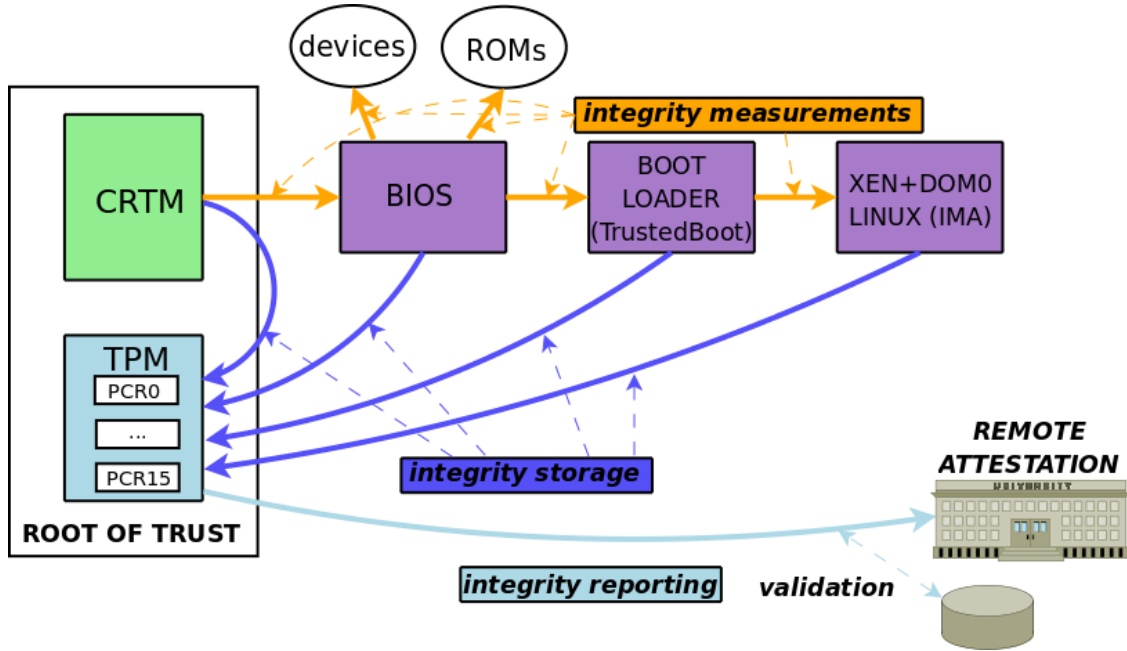 devices
ROMs
integrity measurements
CRTM
BIOS
BOOT
LOADER
(TrustedBoot)
XEN+DOM0
LINUX (IMA)
TPM
PCR0
...
PCR15
ROOT OF TRUST
integrity storage
REMOTE
ATTESTATION
integrity reporting
validation